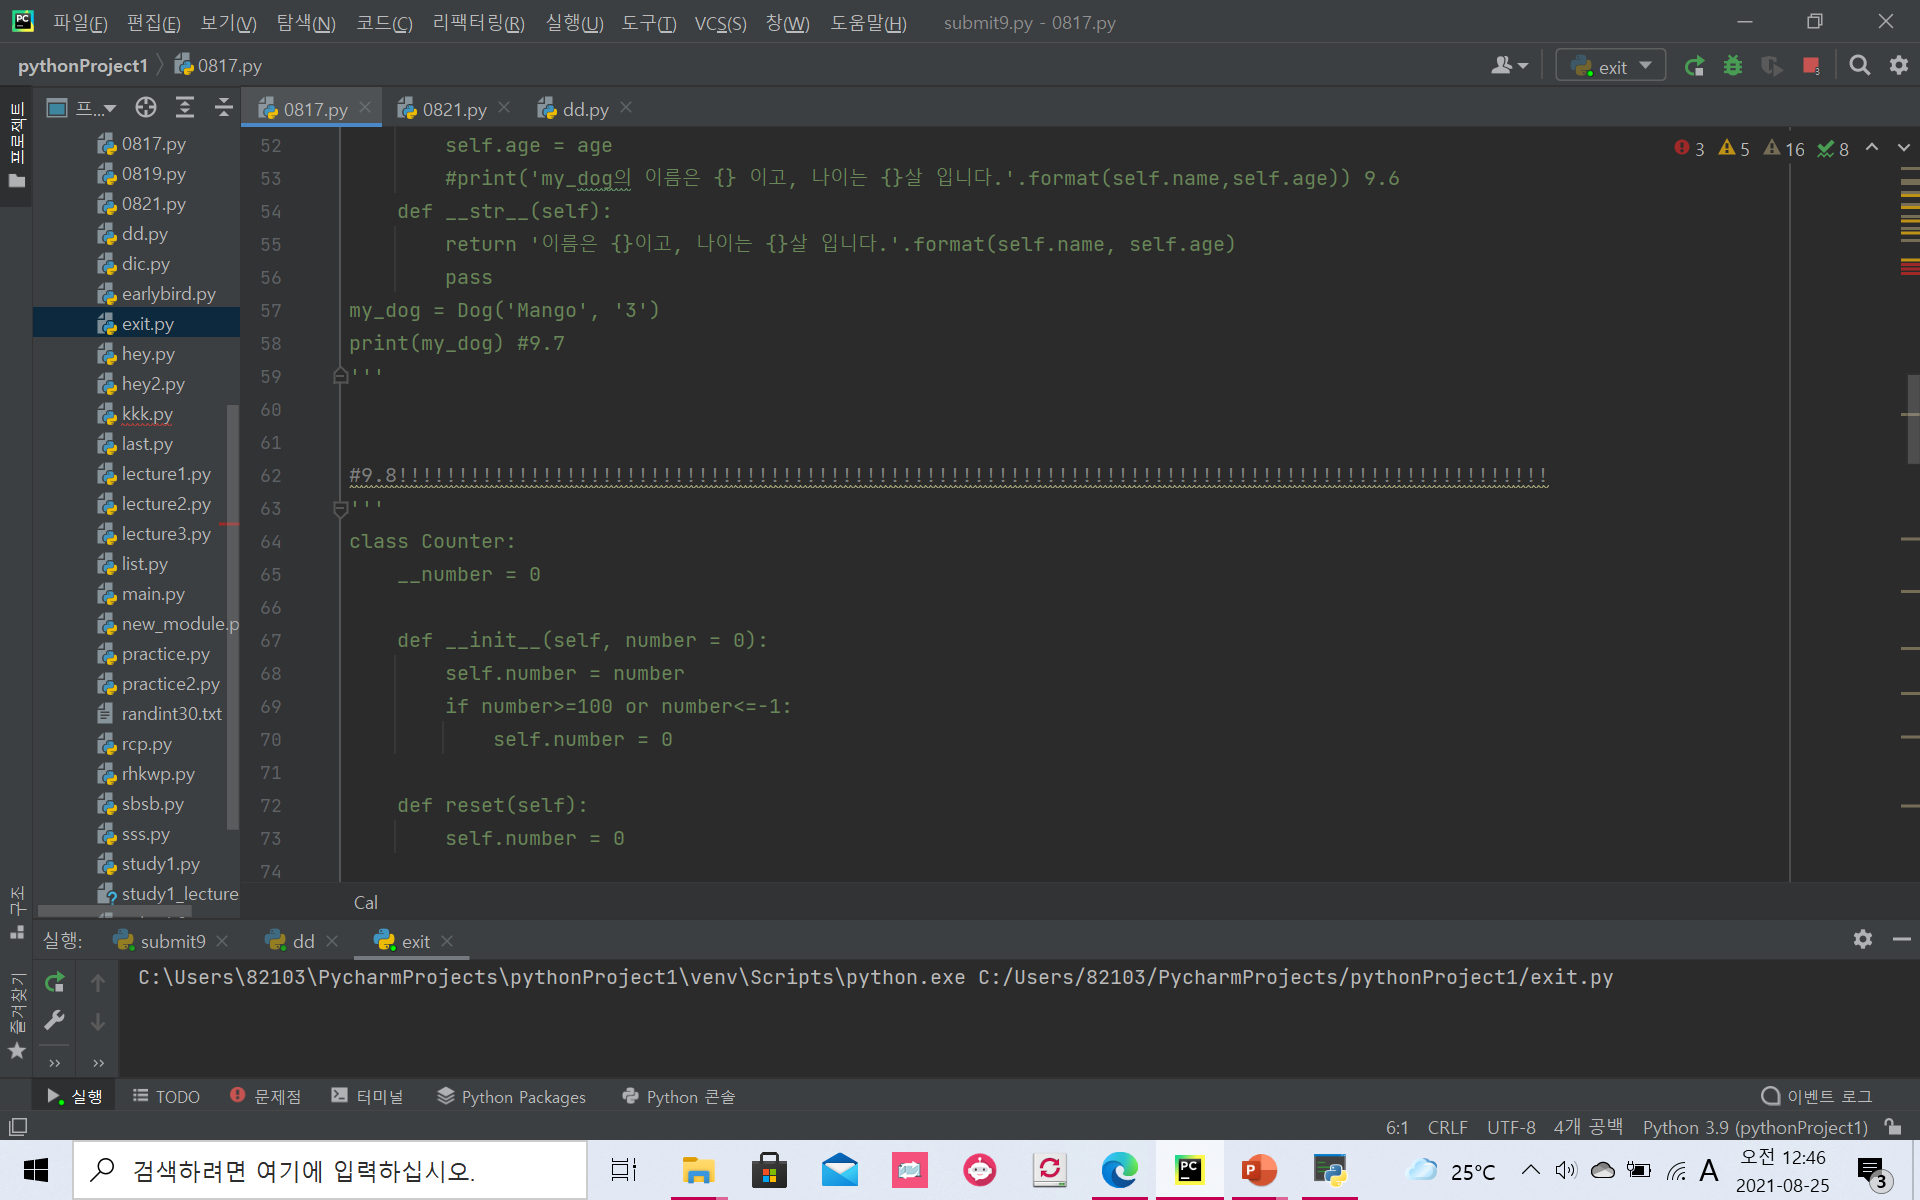 파일(F) 편집(E) 보기(V) 탐색(N) 코드(C) 리팩터링(R) 실행(U) 도구(T) VCS(S) 창(W) 도움말(H) submit9.py - 0817.py
pythonProject1 0817.py
exit
프로젝트
프...
0817.py 0821.py dd.py
0817.py
0819.py
0821.py
dd.py
dic.py
earlybird.py
exit.py
hey.py
hey2.py
kkk.py
last.py
lecture1.py
lecture2.py
lecture3.py
list.py
main.py
new_module.p
practice.py
practice2.py
randint30.txt
rcp.py
rhkwp.py
sbsb.py
sss.py
study1.py
study1_lecture
3 5 16 8
52 self.age = age
53 #print('my_dog의 이름은 {} 이고, 나이는 {}살 입니다.'.format(self.name,self.age)) 9.6
54 def __str__(self):
55 return '이름은 {}이고, 나이는 {}살 입니다.'.format(self.name, self.age)
56 pass
57 my_dog = Dog('Mango', '3')
58 print(my_dog) #9.7
59 '''
60
61
62 #9.8!!!!!!!!!!!!!!!!!!!!!!!!!!!!!!!!!!!!!!!!!!!!!!!!!!!!!!!!!!!!!!!!!!!!!!!!!!!!!!!!!!!!!!!!!!!!!!!!
63 '''
64 class Counter:
65 __number = 0
66
67 def __init__(self, number = 0):
68 self.number = number
69 if number>=100 or number<=-1:
70 self.number = 0
71
72 def reset(self):
73 self.number = 0
74
Cal
구조
즐겨찾기
실행: submit9 dd exit
C:\Users\82103\PycharmProjects\pythonProject1\venv\Scripts\python.exe C:/Users/82103/PycharmProjects/pythonProject1/exit.py
실행 TODO 문제점 터미널 Python Packages Python 콘솔 이벤트 로그
6:1 CRLF UTF-8 4개 공백 Python 3.9 (pythonProject1)
검색하려면 여기에 입력하십시오.
25°C A 오전 12:46
2021-08-25
3